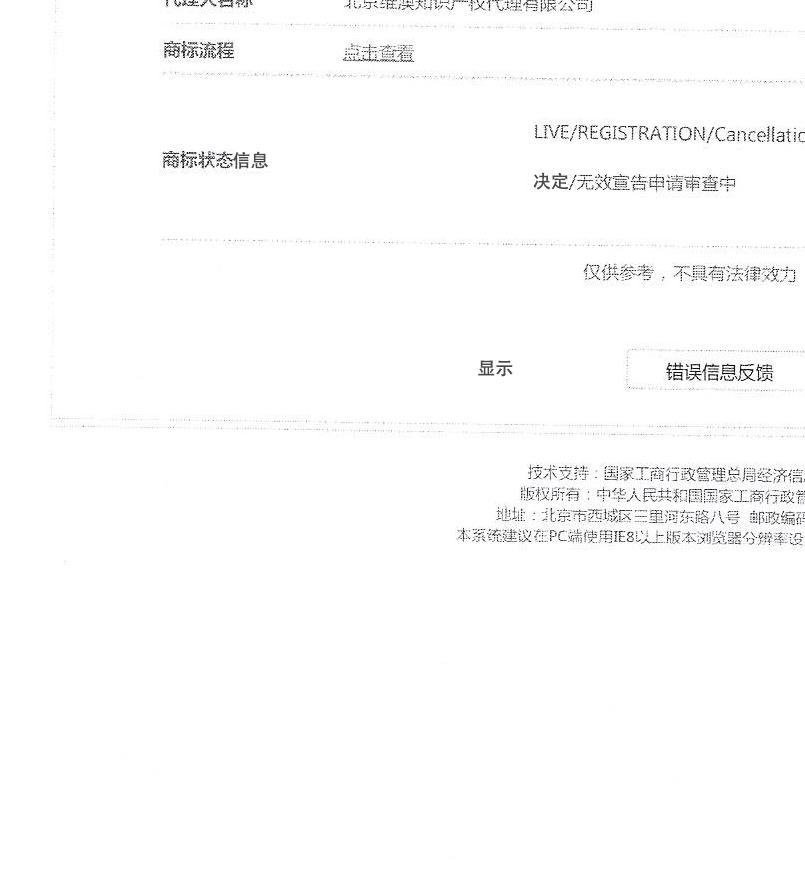 代理人名称 北京维澳知识产权代理有限公司
商标流程 点击查看
LIVE/REGISTRATION/Cancellatio
商标状态信息
决定/无效宣告申请审查中
仅供参考，不具有法律效力
显示 错误信息反馈
技术支持：国家工商行政管理总局经济信
版权所有：中华人民共和国国家工商行政管
地址：北京市西城区三里河东路八号 邮政编码
本系统建议在PC端使用IE8以上版本浏览器分辨率设